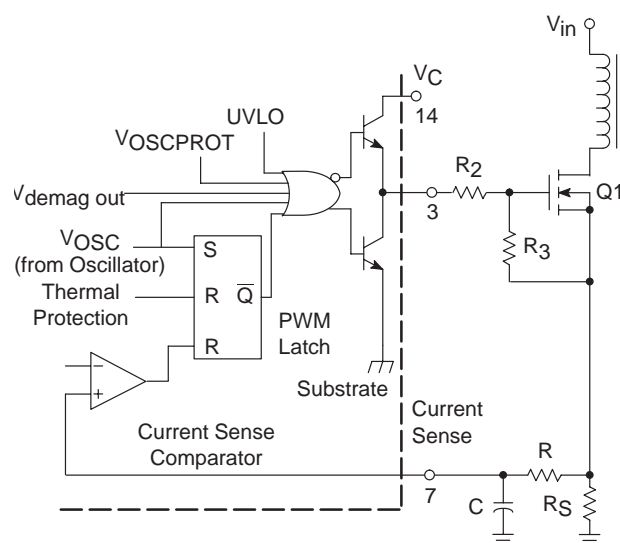 Vin
VC
14
UVLO
VOSCPROT
R2
Q1
Vdemag out
3
VOSC
(from Oscillator)
S
R3
Thermal
Protection
R
Q̅
PWM
Latch
R
−
+
Substrate
Current
Sense
Current Sense
Comparator
R
7
C
RS